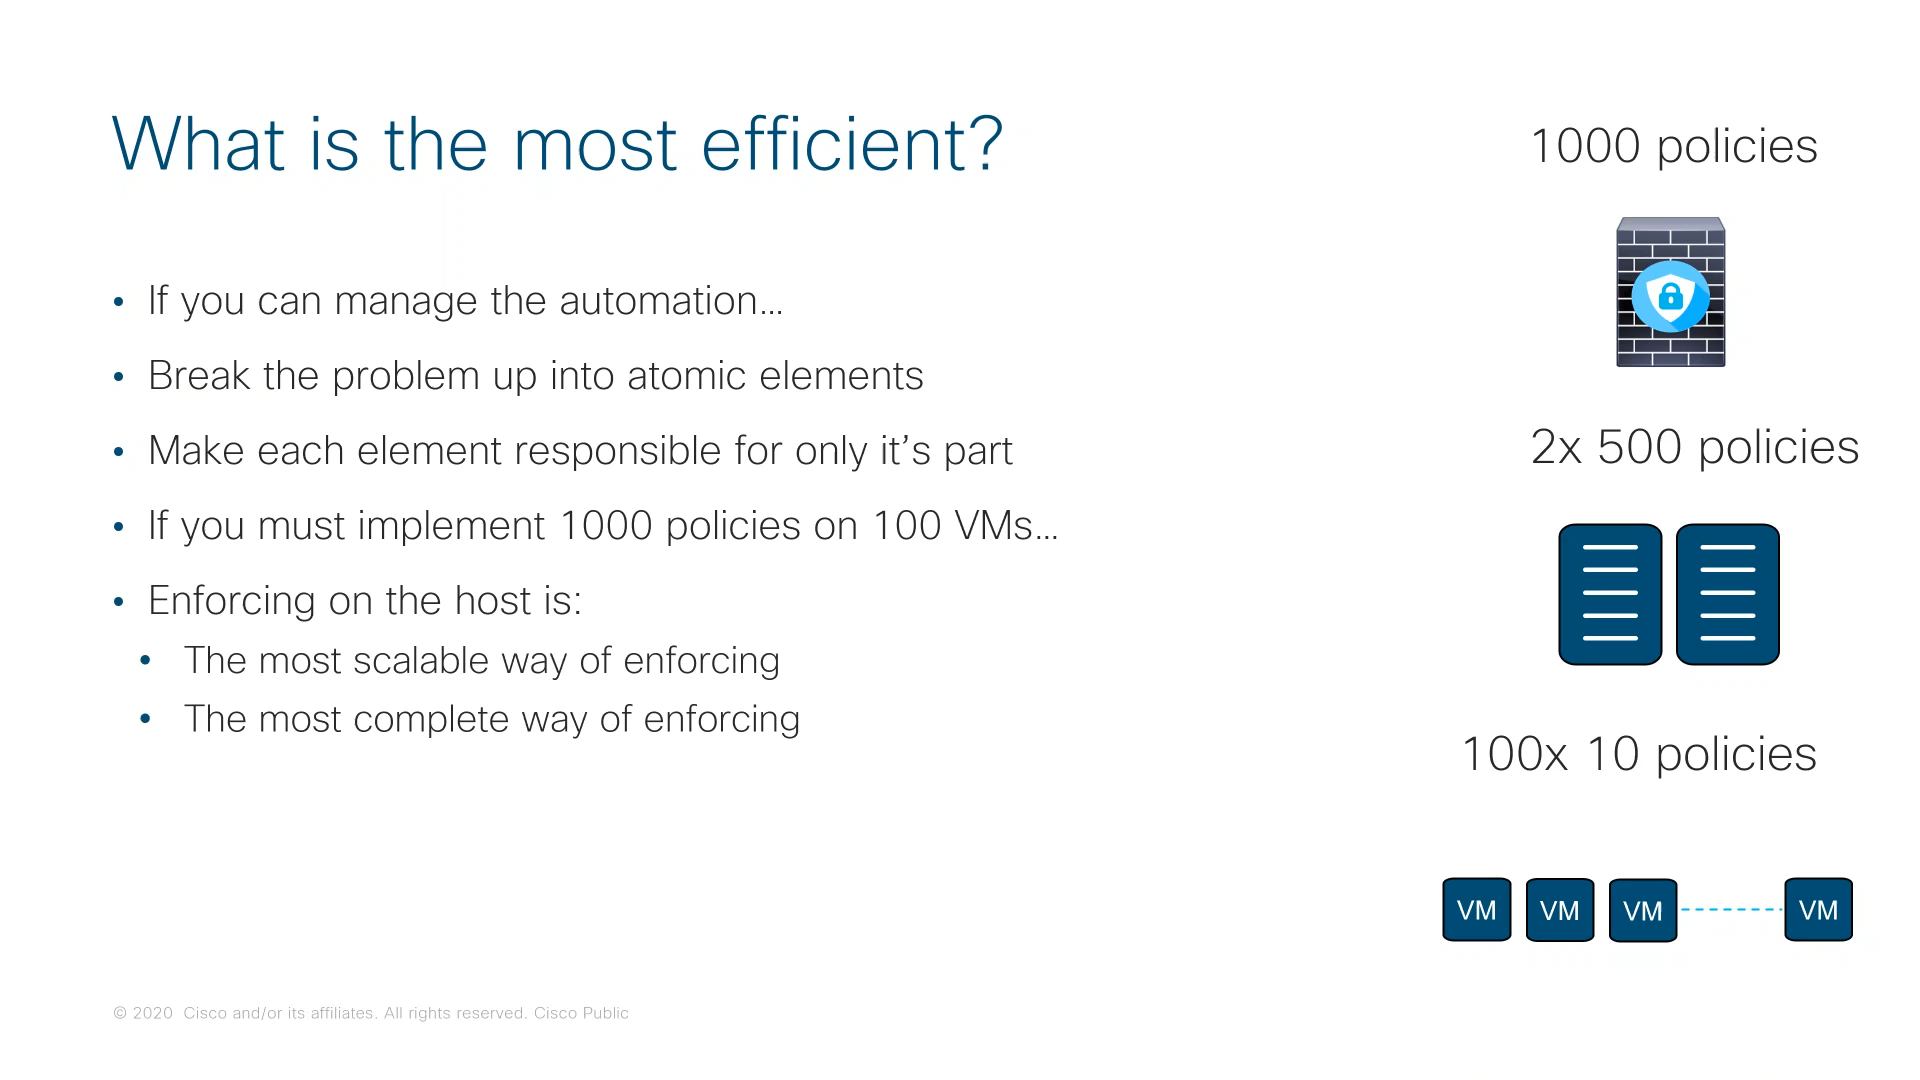 What is the most efficient?
• If you can manage the automation...
• Break the problem up into atomic elements
• Make each element responsible for only it’s part
• If you must implement 1000 policies on 100 VMs...
• Enforcing on the host is:
• The most scalable way of enforcing
• The most complete way of enforcing
1000 policies
2x 500 policies
100x 10 policies
VM VM VM VM
© 2020 Cisco and/or its affiliates. All rights reserved. Cisco Public